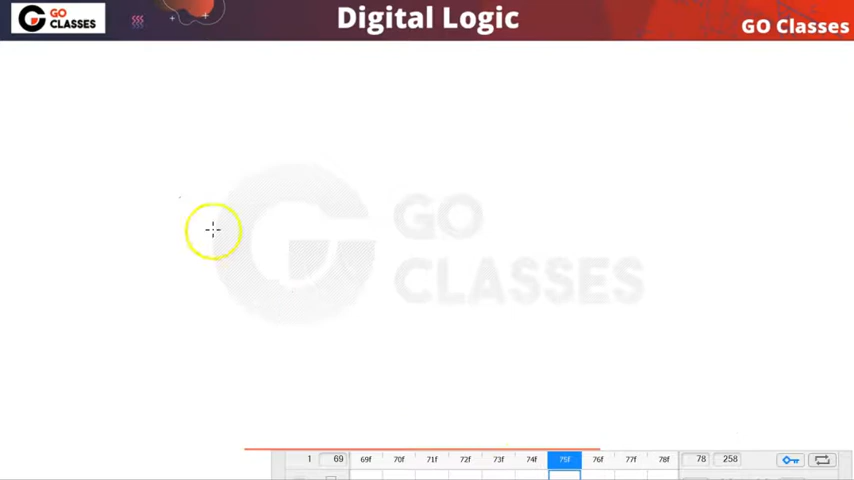 GO
CLASSES
Digital Logic
GO Classes
GO
CLASSES
1 69 69f 70f 71f 72f 73f 74f 75f 76f 77f 78f 78 258